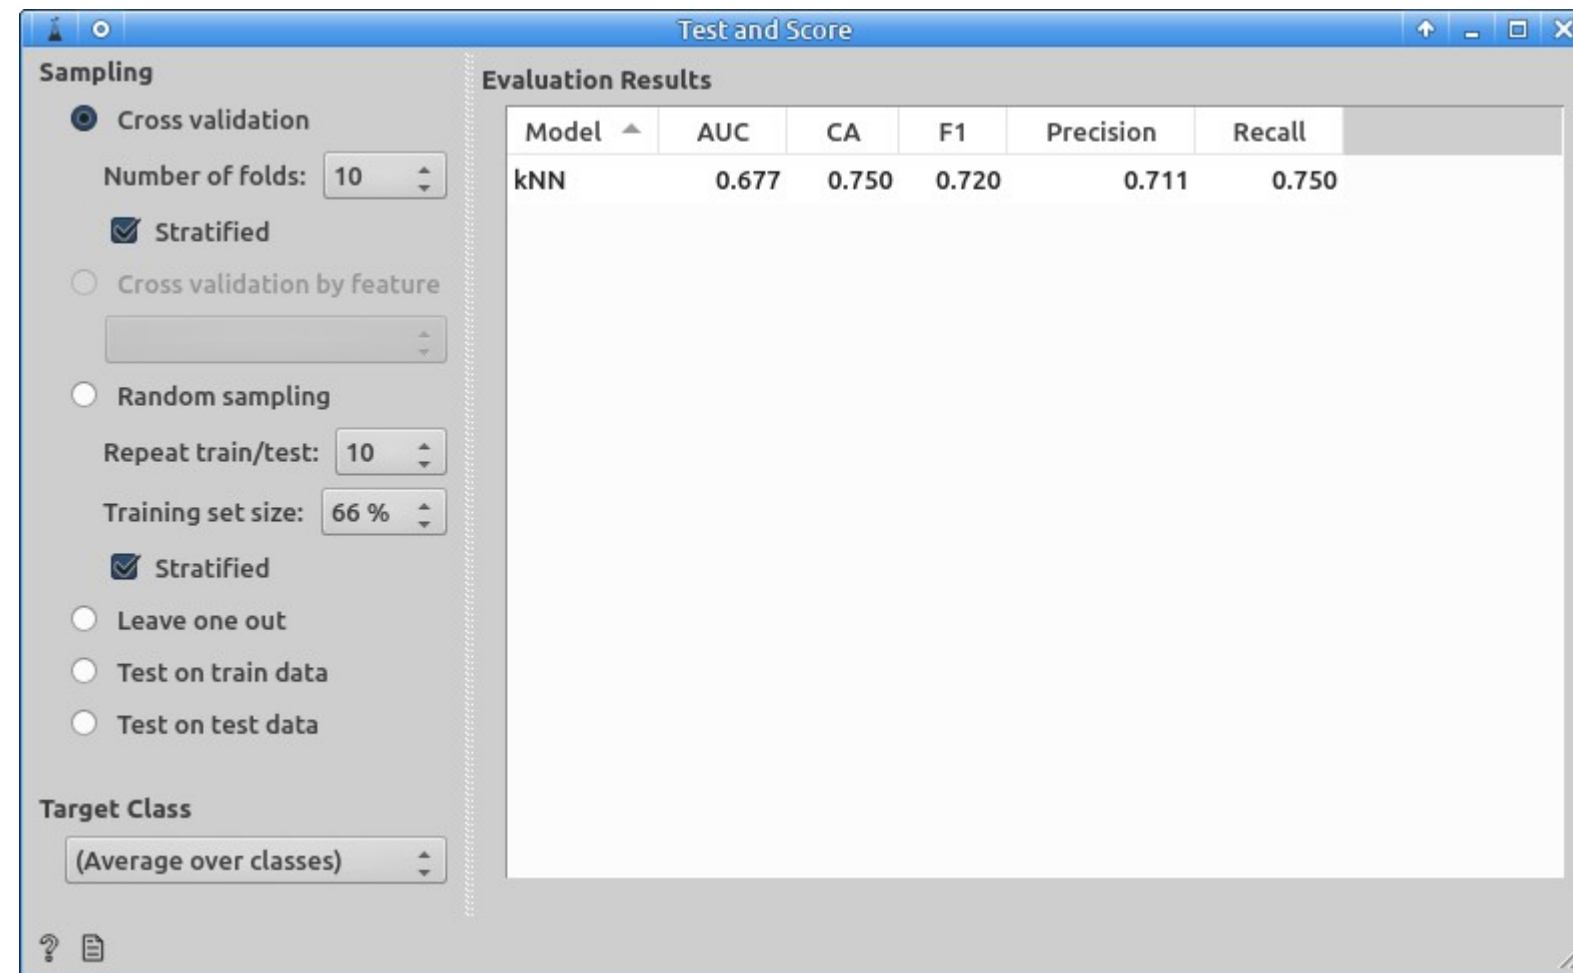 Test and Score
Sampling
Cross validation
Number of folds: 10
Stratified
Cross validation by feature
Random sampling
Repeat train/test: 10
Training set size: 66 %
Stratified
Leave one out
Test on train data
Test on test data
Target Class
(Average over classes)
Evaluation Results
Model AUC CA F1 Precision Recall
kNN 0.677 0.750 0.720 0.711 0.750